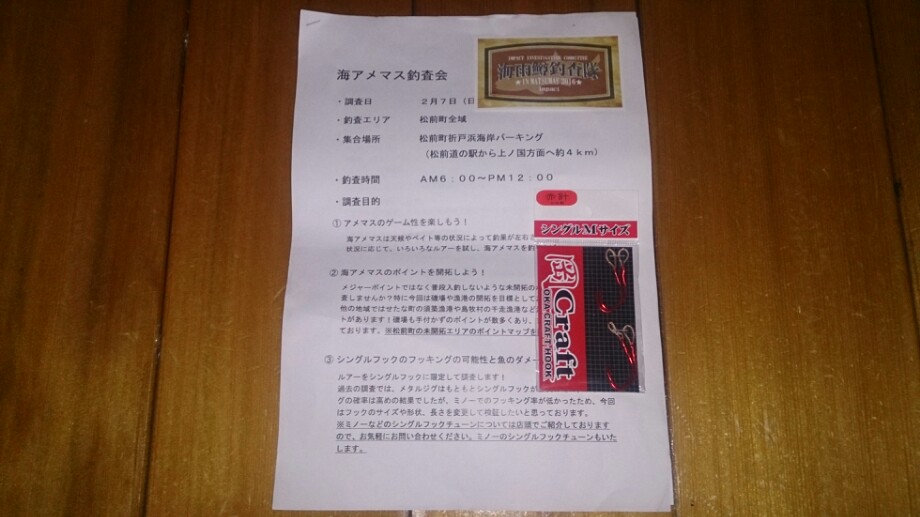 海アメマス釣査会
IMPACT INVESTIGATION COMMITTEE
Impact
・調査日 2月7日（日
・釣査エリア 松前町全域
・集合場所 松前町折戸浜海岸パーキング
（松前道の駅から上ノ国方面へ約4km）
・釣査時間 AM6：00～PM12：00
・調査目的
①アメマスのゲーム性を楽しもう！
海アメマスは天候やベイト等の状況によって釣果が左右
状況に応じて、いろいろなルアーを試し、海アメマスを釣
②海アメマスのポイントを開拓しよう！
メジャーポイントではなく普段人釣しないような未開拓の
査しませんか？特に今回は磯場や漁港の開拓を目標として
他の地域ではせたな町の須築漁港や島牧村の千走漁港など
トがあります！磯場も手付かずのポイントが数多くあり、
ております。※松前町の未開拓エリアのポイントマップを
③シングルフックのフッキングの可能性と魚のダメー
ルアーをシングルフックに限定して調査します！
過去の調査では、メタルジグはもともとシングルフックが
グの確率は高めの結果でしたが、ミノーでのフッキング率が低かったため、今回
はフックのサイズや形状、長さを変更して検証したいと思っております。
※ミノーなどのシングルフックチューンについては店頭でご紹介しております
ので、お気軽にお問い合わせください。ミノーのシングルフックチューンもいた
します。
赤針
シングルMサイズ
Craft
OKA CRAFT HOOK